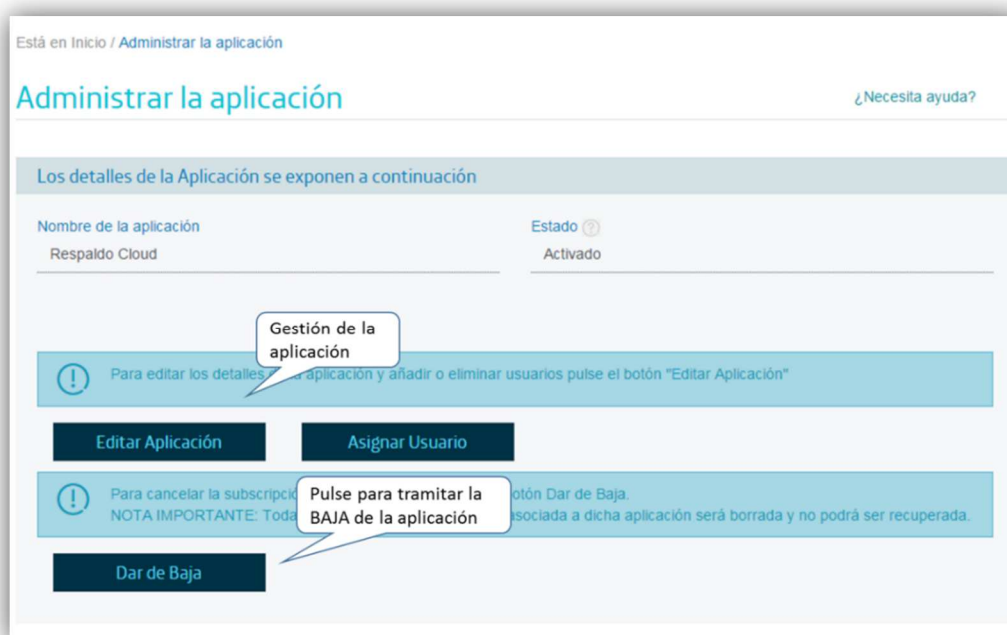 Está en Inicio / Administrar la aplicación
Administrar la aplicación
¿Necesita ayuda?
Los detalles de la Aplicación se exponen a continuación
Nombre de la aplicación
Estado ?
Respaldo Cloud
Activado
Gestión de la
aplicación
Para editar los detalles aplicación y añadir o eliminar usuarios pulse el botón "Editar Aplicación"
Editar Aplicación
Asignar Usuario
Para cancelar la
Dar de Baja.
NOTA IMPORTANTE:
asociada a dicha aplicación será borrada y no podrá ser recuperada.
Pulse para tramitar la
BAJA de la aplicación
Dar de Baja